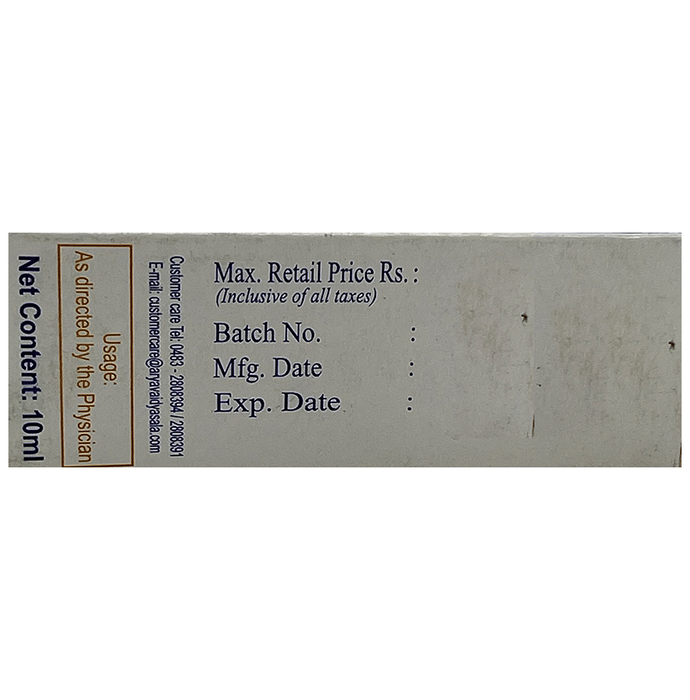 Max. Retail Price Rs. :
(Inclusive of all taxes)
Batch No. :
Mfg. Date :
Exp. Date :
Customer care Tel: 0483 - 2808394 / 2808391
E-mail: customercare@aryavaidyasala.com
Usage:
As directed by the Physician
Net Content: 10ml